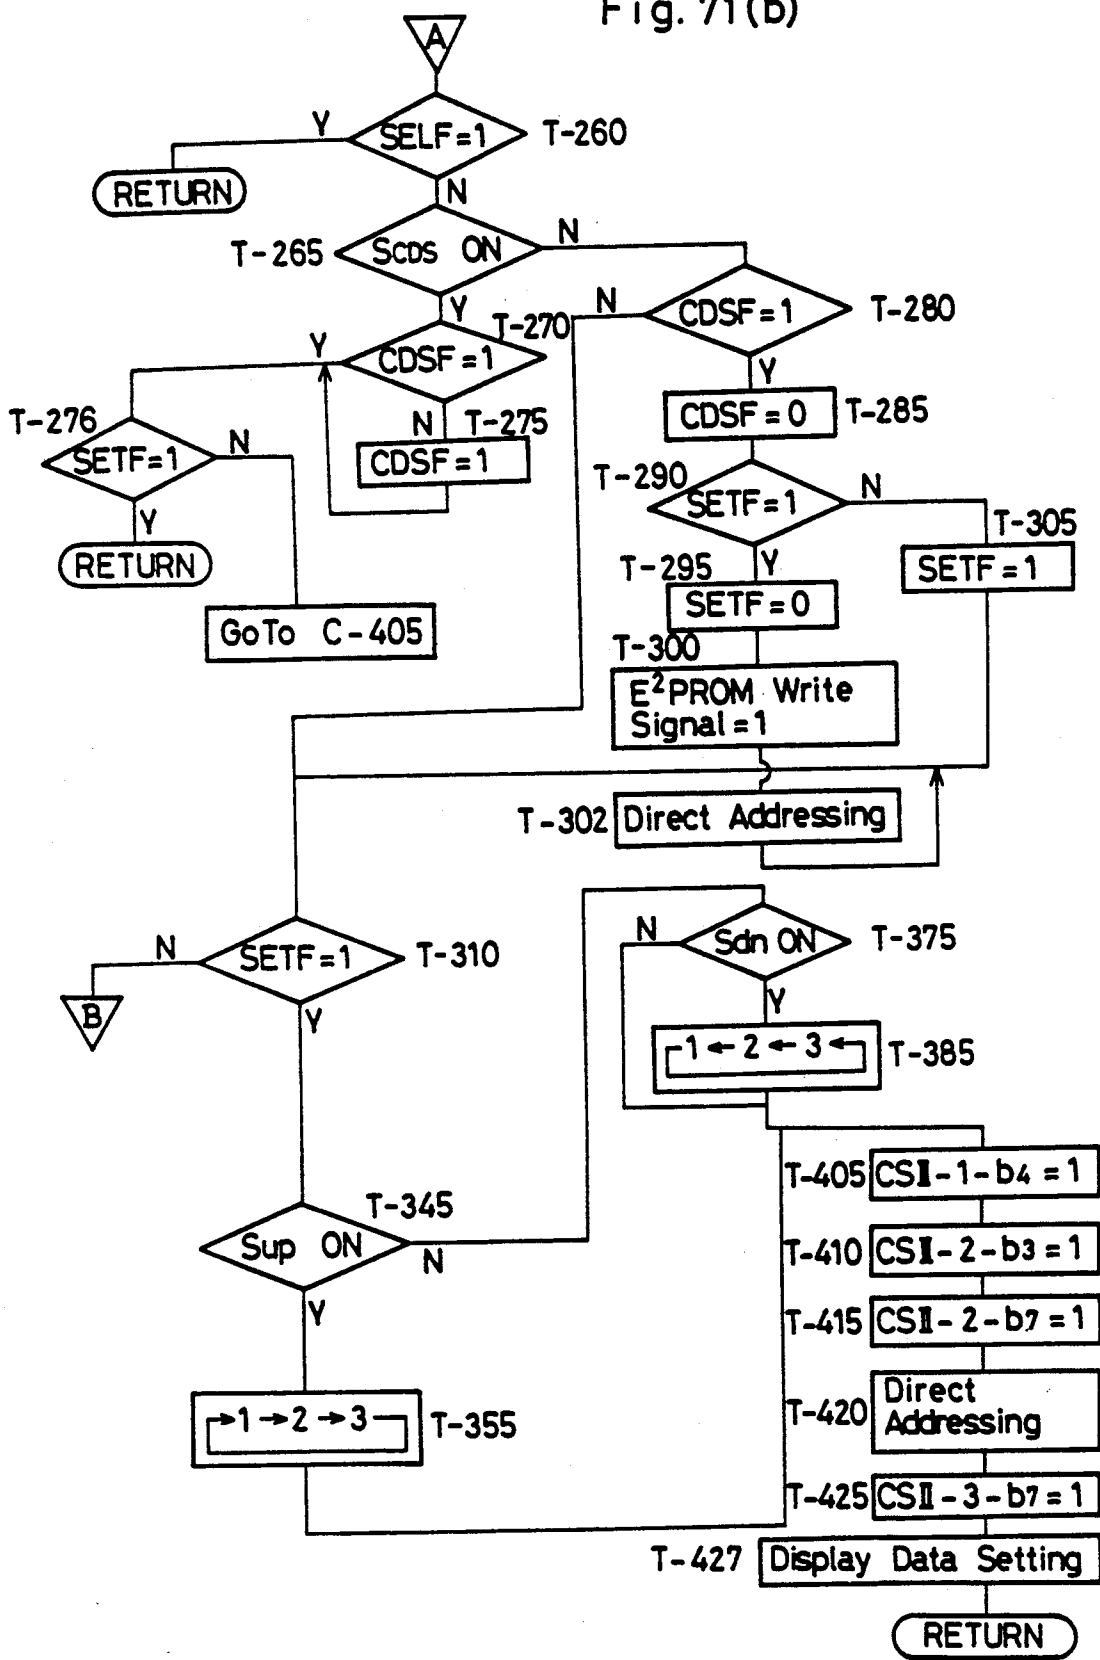 Fig. 71(b)
A
SELF=1
T-260
Y
N
RETURN
T-265
SCDS ON
N
Y
CDSF=1
T-270
Y
N
T-275
CDSF=1
T-276
SETF=1
N
Y
RETURN
GoTo C-405
CDSF=1
T-280
N
Y
CDSF=0
T-285
T-290
SETF=1
N
Y
T-305
SETF=1
T-295
SETF=0
T-300
E²PROM Write
Signal=1
T-302
Direct Addressing
SETF=1
T-310
N
B
Y
Sdn ON
T-375
N
Y
1←2←3←
T-385
T-345
Sup ON
N
Y
→1→2→3
T-355
T-405
CSⅡ-1-b4=1
T-410
CSⅡ-2-b3=1
T-415
CSⅡ-2-b7=1
T-420
Direct
Addressing
T-425
CSⅡ-3-b7=1
T-427
Display Data Setting
RETURN